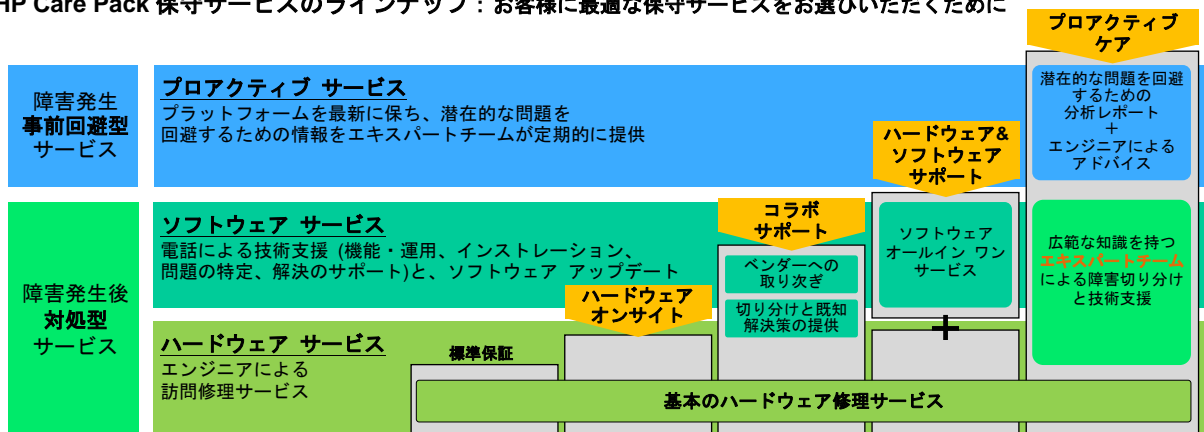 HP Care Pack 保守サービスのラインナップ：お客様に最適な保守サービスをお選びいただくために
プロアクティブ
ケア
障害発生
事前回避型
サービス
プロアクティブ サービス
プラットフォームを最新に保ち、潜在的な問題を
回避するための情報をエキスパートチームが定期的に提供
潜在的な問題を回避
するための
分析レポート
＋
エンジニアによる
アドバイス
ハードウェア&
ソフトウェア
サポート
障害発生後
対処型
サービス
ソフトウェア サービス
電話による技術支援 (機能・運用、インストレーション、
問題の特定、解決のサポート)と、ソフトウェア アップデート
コラボ
サポート
ベンダーへの
取り次ぎ
切り分けと既知
解決策の提供
ソフトウェア
オールイン ワン
サービス
広範な知識を持つ
エキスパートチーム
による障害切り分け
と技術支援
ハードウェア
オンサイト
+
ハードウェア サービス
エンジニアによる
訪問修理サービス
標準保証
基本のハードウェア修理サービス